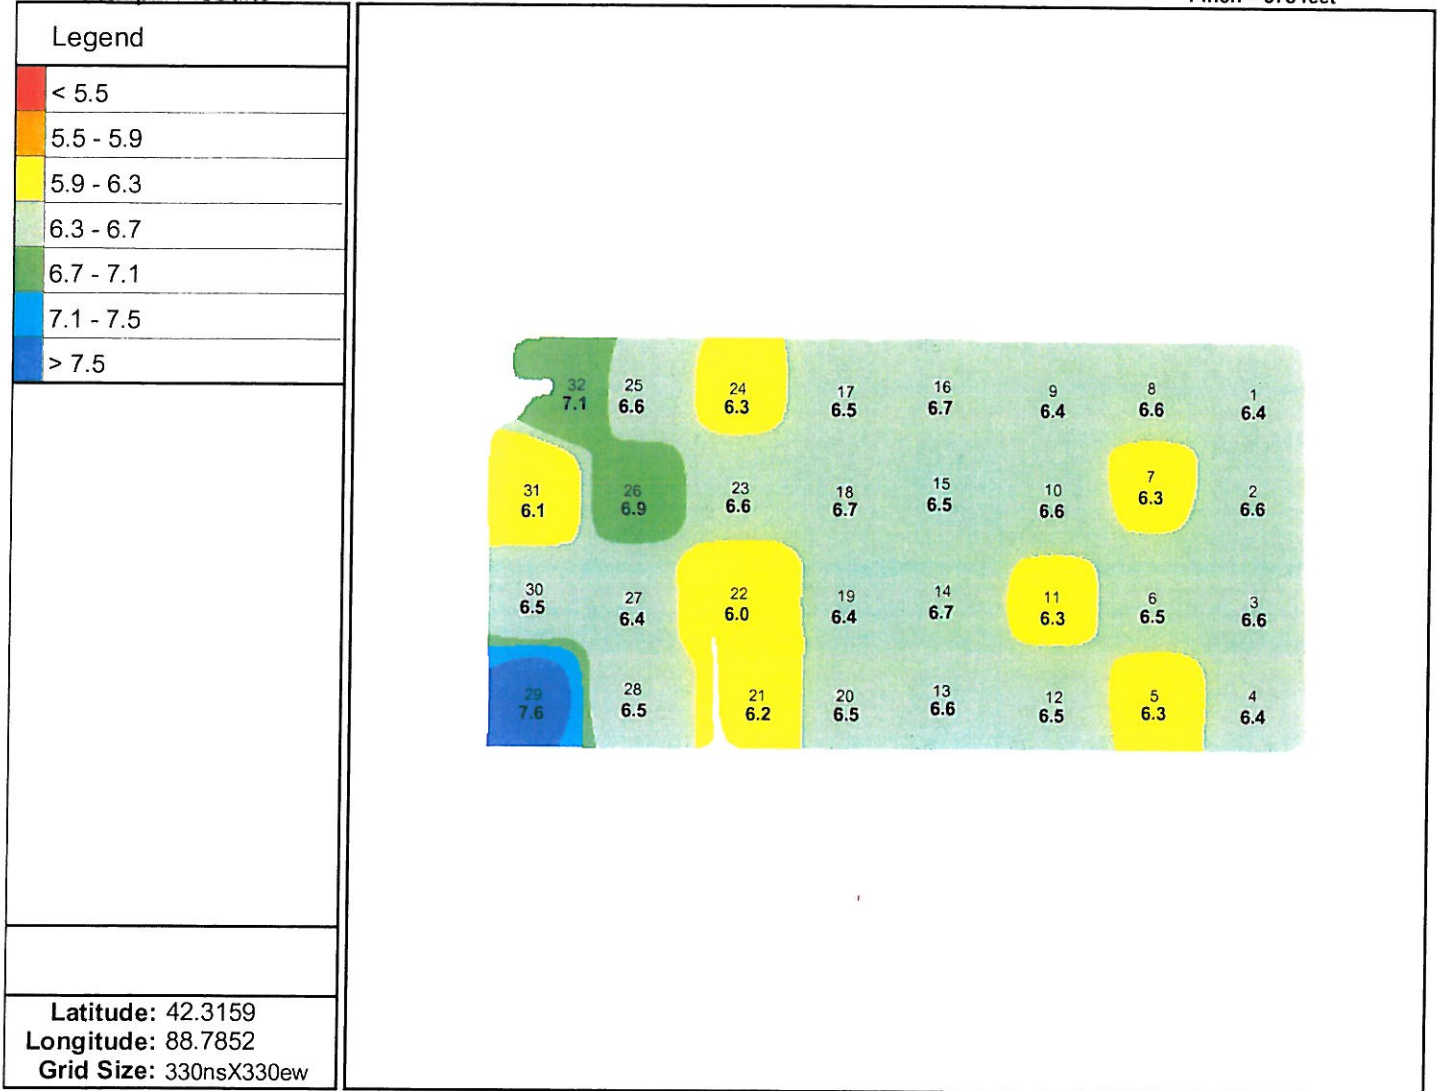 Legend
< 5.5
5.5 - 5.9
5.9 - 6.3
6.3 - 6.7
6.7 - 7.1
7.1 - 7.5
> 7.5
32 25 24 17 16 9 8 1
7.1 6.6 6.3 6.5 6.7 6.4 6.6 6.4
31 26 23 18 15 10 7 2
6.1 6.9 6.6 6.7 6.5 6.6 6.3 6.6
30 27 22 19 14 11 6 3
6.5 6.4 6.0 6.4 6.7 6.3 6.5 6.6
29 28 21 20 13 12 5 4
7.6 6.5 6.2 6.5 6.6 6.5 6.3 6.4
Latitude: 42.3159
Longitude: 88.7852
Grid Size: 330nsX330ew